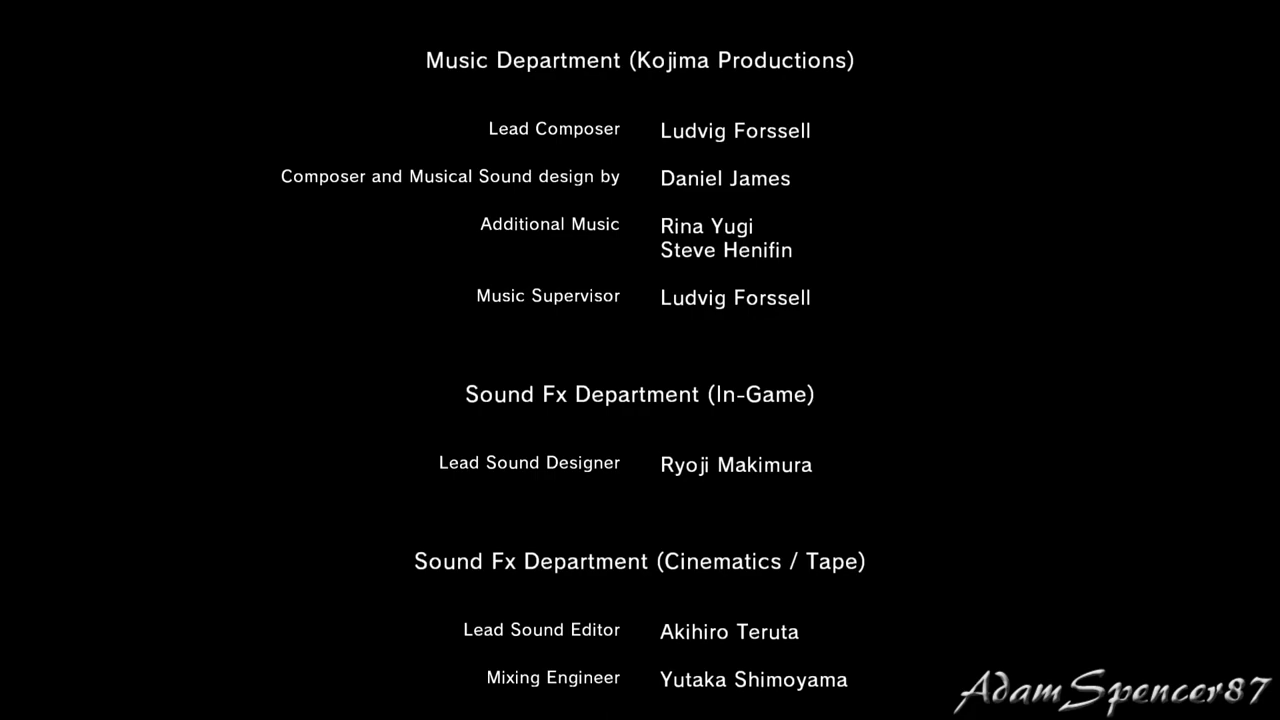 Music Department (Kojima Productions)
Lead Composer Ludvig Forssell
Composer and Musical Sound design by Daniel James
Additional Music Rina Yugi
Steve Henifin
Music Supervisor Ludvig Forssell
Sound Fx Department (In-Game)
Lead Sound Designer Ryoji Makimura
Sound Fx Department (Cinematics / Tape)
Lead Sound Editor Akihiro Teruta
Mixing Engineer Yutaka Shimoyama
AdamSpencer87